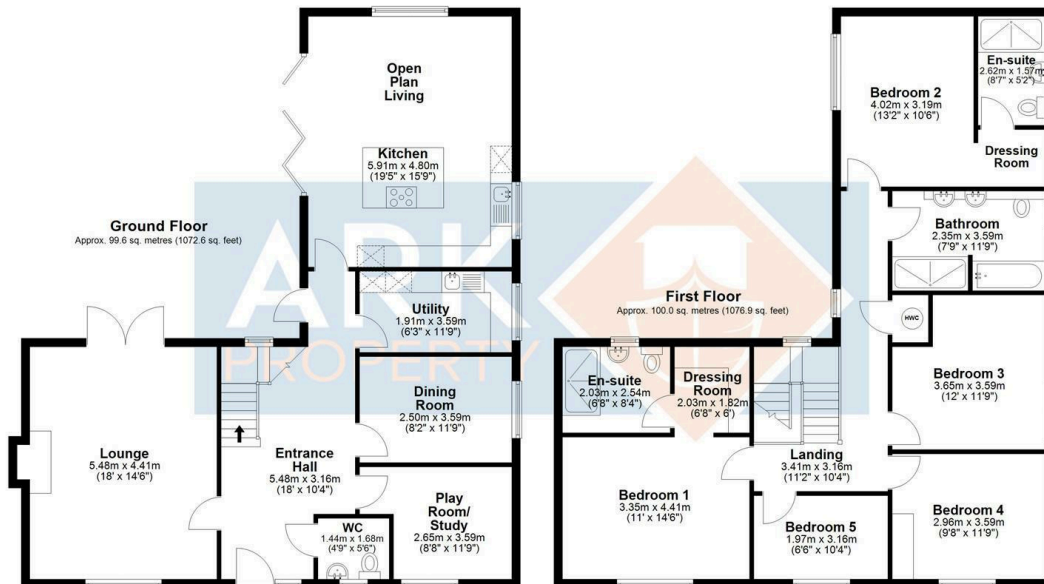 Open
Plan
Living
Kitchen
5.91m x 4.80m
(19'5" x 15'9")
Ground Floor
Approx. 99.6 sq. metres (1072.6 sq. feet)
Utility
1.91m x 3.59m
(6'3" x 11'9")
Dining
Room
2.50m x 3.59m
(8'2" x 11'9")
Lounge
5.48m x 4.41m
(18' x 14'6")
Entrance
Hall
5.48m x 3.16m
(18' x 10'4")
Play
Room/
Study
2.65m x 3.59m
(8'8" x 11'9")
WC
1.44m x 1.68m
(4'9" x 5'6")
En-suite
2.62m x 1.57m
(8'7" x 5'2")
Bedroom 2
4.02m x 3.19m
(13'2" x 10'6")
Dressing
Room
Bathroom
2.35m x 3.59m
(7'9" x 11'9")
First Floor
Approx. 100.0 sq. metres (1076.9 sq. feet)
HWC
Bedroom 3
3.65m x 3.59m
(12' x 11'9")
En-suite
2.03m x 2.54m
(6'8" x 8'4")
Dressing
Room
2.03m x 1.82m
(6'8" x 6')
Landing
3.41m x 3.16m
(11'2" x 10'4")
Bedroom 1
3.35m x 4.41m
(11' x 14'6")
Bedroom 5
1.97m x 3.16m
(6'6" x 10'4")
Bedroom 4
2.96m x 3.59m
(9'8" x 11'9")
ARK
PROPERTY